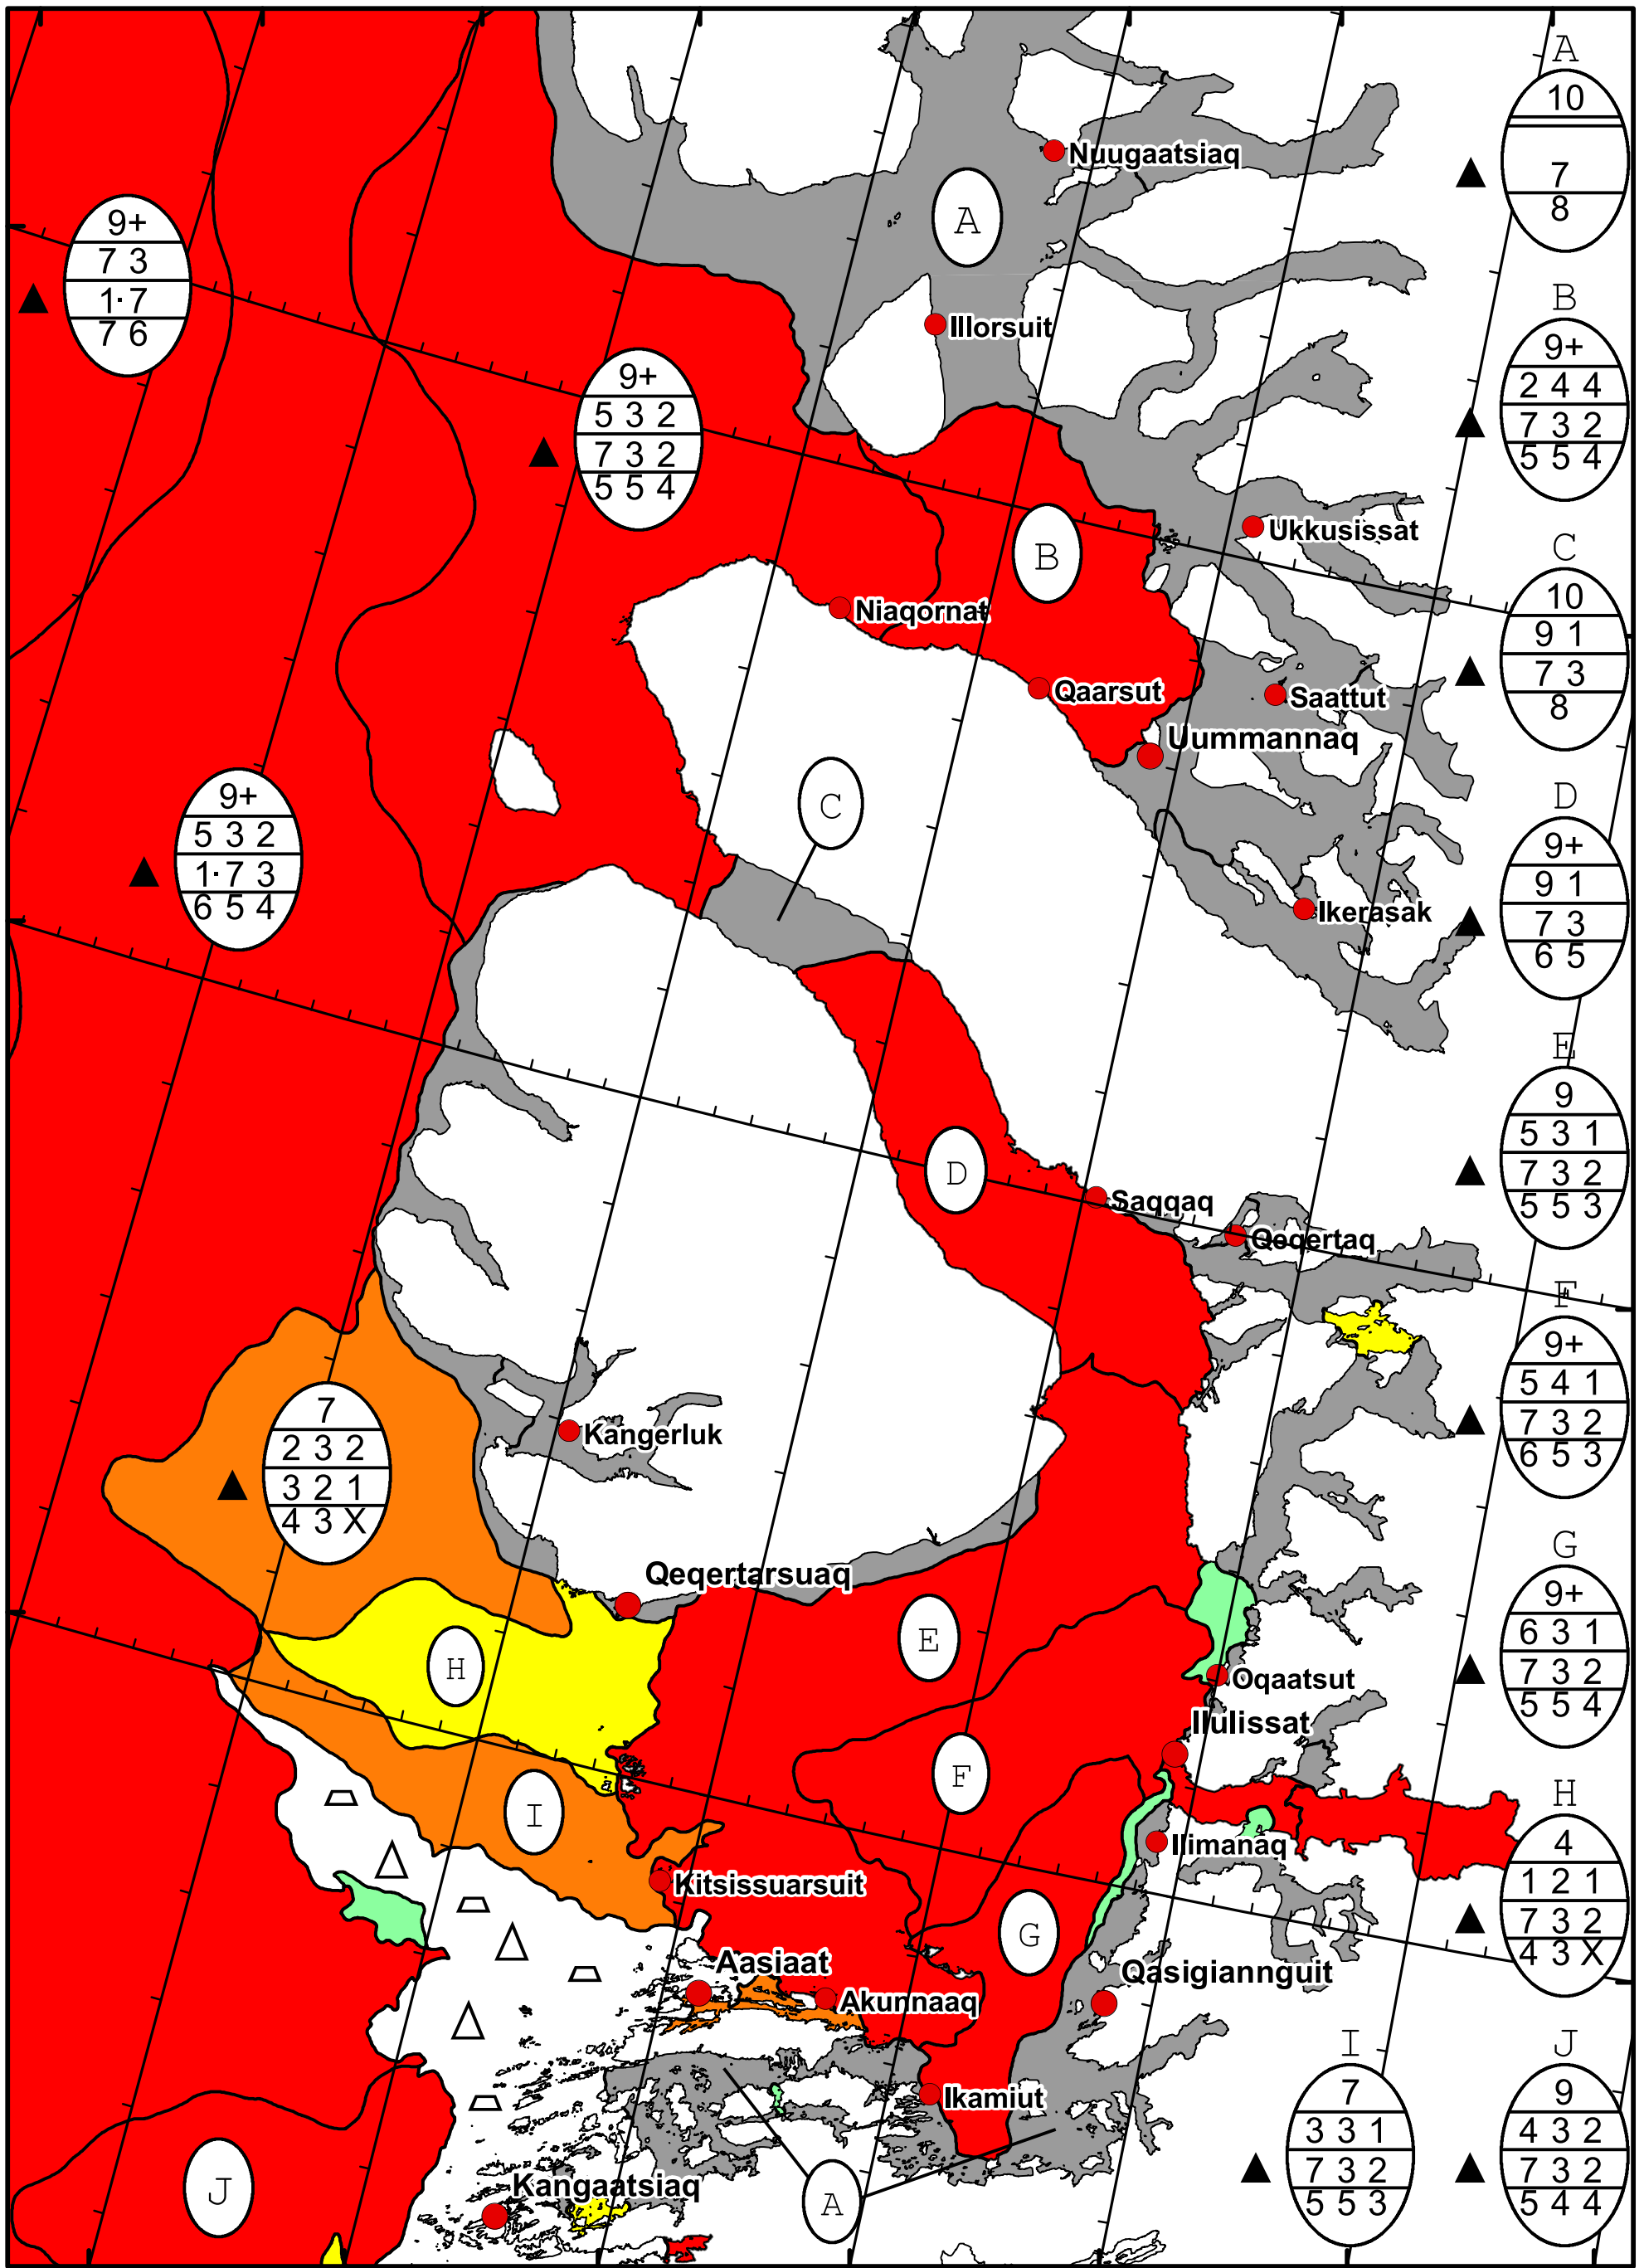 A
10
7
8
Nuugaatsiaq
A
9+
7 3
1· 7
7 6
B
9+
2 4 4
7 3 2
5 5 4
Illorsuit
9+
5 3 2
7 3 2
5 5 4
Ukkusissat
B
C
10
9 1
7 3
8
Niaqornat
Qaarsut
Saattut
Uummannaq
C
D
9+
9 1
7 3
6 5
9+
5 3 2
1· 7 3
6 5 4
Ikerasak
E
9
5 3 1
7 3 2
5 5 3
D
Saqqaq
Qeqertaq
F
9+
5 4 1
7 3 2
6 5 3
7
2 3 2
3 2 1
4 3 X
Kangerluk
G
9+
6 3 1
7 3 2
5 5 4
Qeqertarsuaq
E
H
Oqaatsut
Ilulissat
F
I
H
4
1 2 1
7 3 2
4 3 X
Ilimanaq
Kitsissuarsuit
G
Aasiaat
Qasigiannguit
Akunnaaq
I
7
3 3 1
7 3 2
5 5 3
J
9
4 3 2
7 3 2
5 4 4
Ikamiut
J
Kangaatsiaq
A